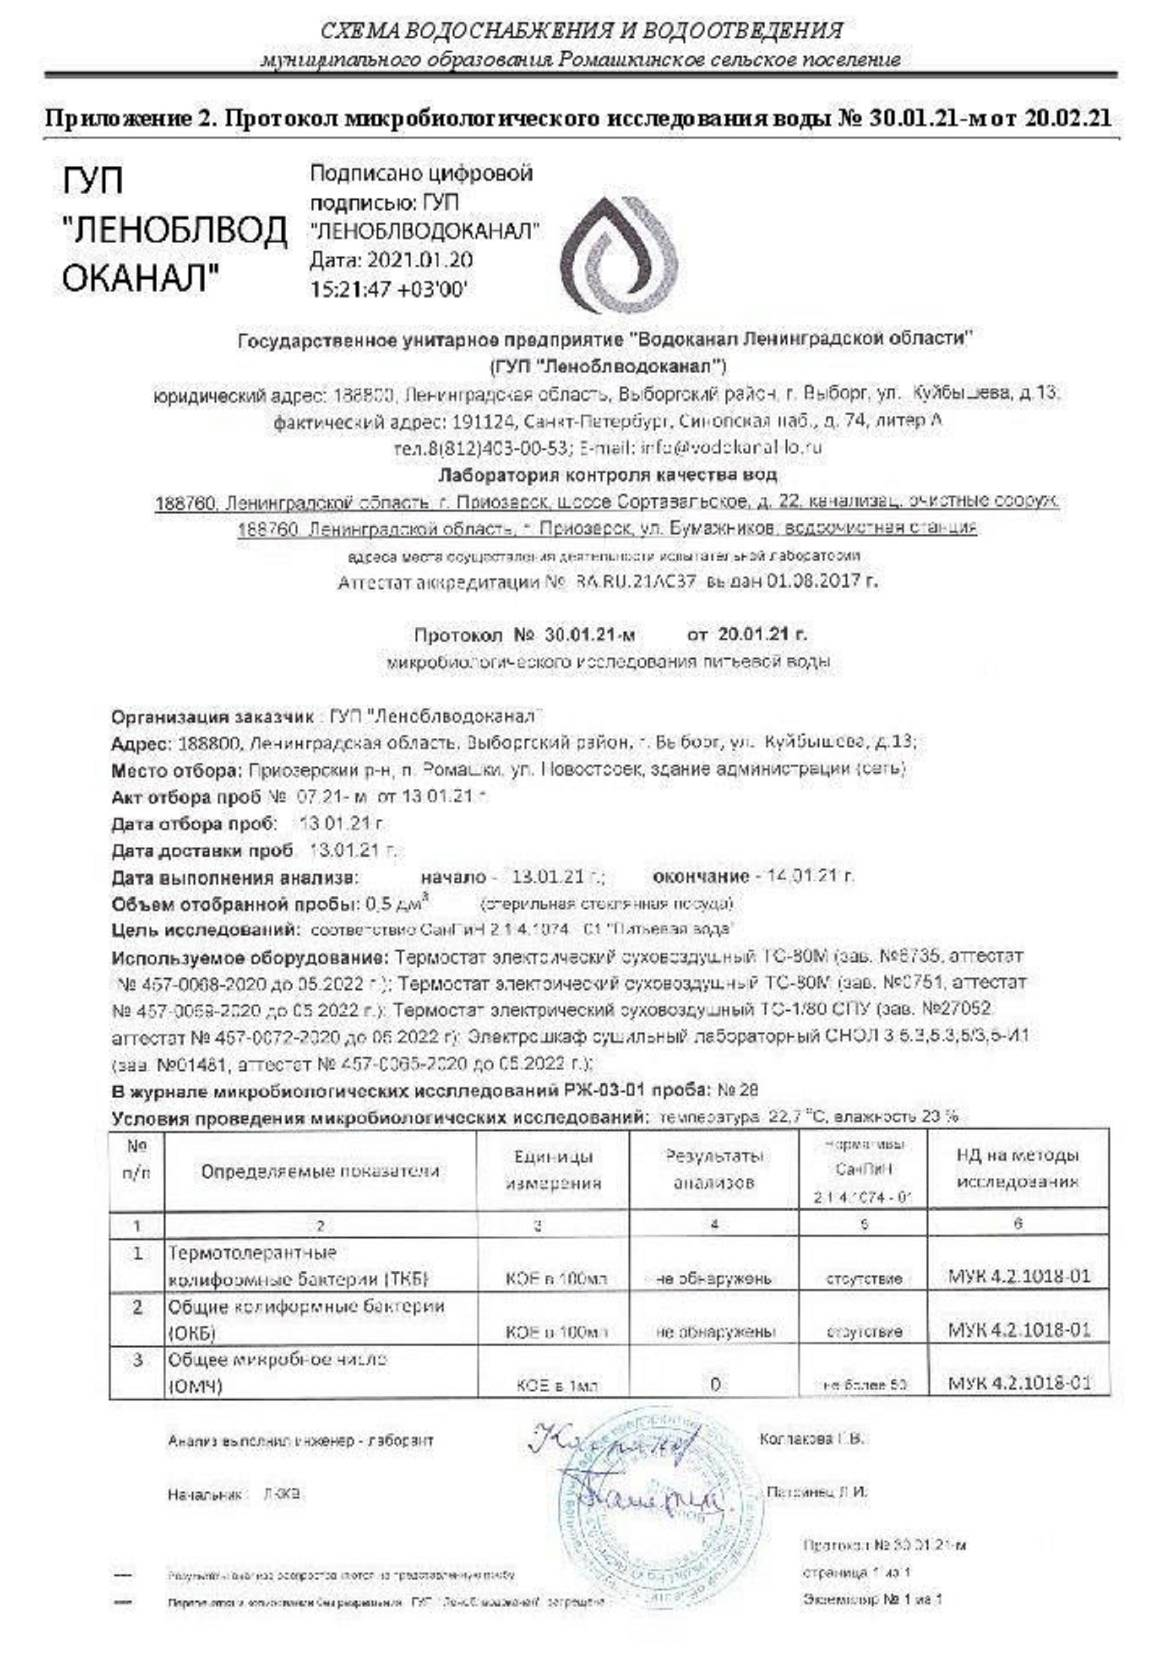 СХЕМА ВОДОСНАБЖЕНИЯ И ВОДООТВЕДЕНИЯ
муниципального образования Ромашкинское сельское поселение
Приложение 2. Протокол микробиологического исследования воды № 30.01.21-м от 20.02.21
ГУП
"ЛЕНОБЛВОД
ОКАНАЛ"
Подписано цифровой
подписью: ГУП
"ЛЕНОБЛВОДОКАНАЛ"
Дата: 2021.01.20
15:21:47 +03'00'
Государственное унитарное предприятие "Водоканал Ленинградской области"
(ГУП "Леноблводоканал")
юридический адрес: 188800, Ленинградская область, Выборгский район, г. Выборг, ул. Куйбышева, д.13;
фактический адрес: 191124, Санкт-Петербург, Синопская наб., д. 74, литер А
тел.8(812)403-00-53; E-mail: info@vodokanal-lo.ru
Лаборатория контроля качества вод
188760, Ленинградской область, г. Приозерск, шоссе Сортавальское, д. 22, канализац. очистные сооруж.
188760, Ленинградской область, г. Приозерск, ул. Бумажников, водоочистная станция
адреса места осуществления деятельности испытательной лаборатории
Аттестат аккредитации № RA.RU.21АС37 выдан 01.08.2017 г.
Протокол № 30.01.21-м от 20.01.21 г.
микробиологического исследования питьевой воды
Организация заказчик : ГУП "Леноблводоканал"
Адрес: 188800, Ленинградская область, Выборгский район, г. Выборг, ул. Куйбышева, д.13;
Место отбора: Приозерский р-н, п. Ромашки, ул. Новостроек, здание администрации (сеть)
Акт отбора проб № 07.21- м от 13.01.21 г.
Дата отбора проб: 13.01.21 г.
Дата доставки проб 13.01.21 г.
Дата выполнения анализа: начало - 13.01.21 г.; окончание - 14.01.21 г.
Объем отобранной пробы: 0,5 дм³ (стерильная стеклянная посуда)
Цель исследований: соответствие СанПиН 2.1.4.1074 - 01 "Питьевая вода"
Используемое оборудование: Термостат электрический суховоздушный ТС-80М (зав. №6735, аттестат
№ 457-0068-2020 до 05.2022 г.); Термостат электрический суховоздушный ТС-80М (зав. №0751, аттестат
№ 457-0069-2020 до 05.2022 г.); Термостат электрический суховоздушный ТС-1/80 СПУ (зав. №27052,
аттестат № 457-0072-2020 до 05.2022 г); Электрошкаф сушильный лабораторный СНОЛ 3,5.3,5.3,5/3,5-И1
(зав. №01481, аттестат № 457-0065-2020 до 05.2022 г.);
В журнале микробиологических исслледований РЖ-03-01 проба: № 28
Условия проведения микробиологических исследований: температура 22,7 °С, влажность 23 %
№ п/п Определяемые показатели Единицы измерения Результаты анализов Нормативы СанПиН 2.1.4.1074 - 01 НД на методы исследования
1 2 3 4 5 6
1 Термотолерантные колиформные бактерии (ТКБ) КОЕ в 100мл не обнаружены отсутствие МУК 4.2.1018-01
2 Общие колиформные бактерии (ОКБ) КОЕ в 100мл не обнаружены отсутствие МУК 4.2.1018-01
3 Общее микробное число (ОМЧ) КОЕ в 1мл 0 не более 50 МУК 4.2.1018-01
Анализ выполнил инженер - лаборант Колпакова Г.В.
Начальник ЛККВ Патринец Л.И.
Протокол № 30.01.21-м
страница 1 из 1
Экземпляр № 1 из 1
Результаты анализа распространяются на представленную пробу
Перепечатка и копирование без разрешения ГУП "Леноблводоканал" запрещена